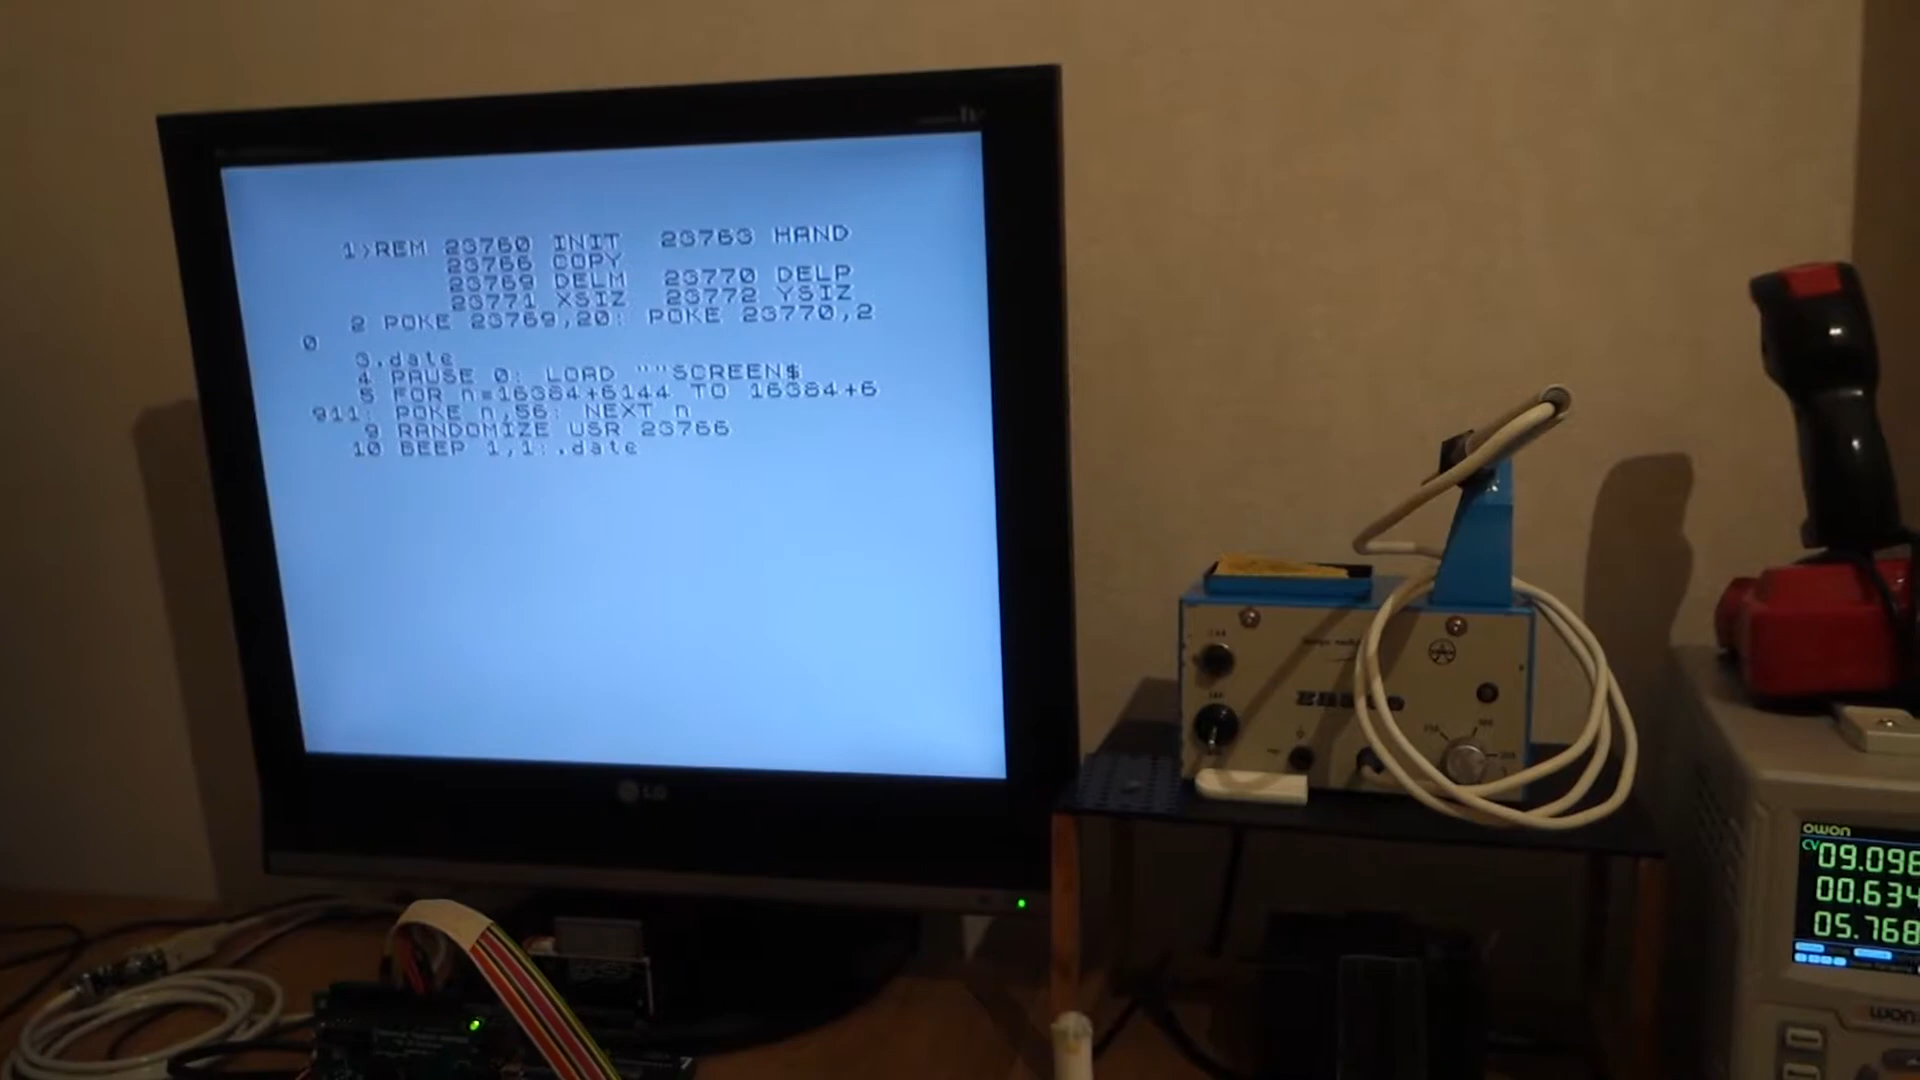 1>REM 23760 INIT  23763 HAND
23766 COPY
23769 DELM  23770 DELP
23771 XSIZ  23772 YSIZ
2 POKE 23769,20: POKE 23770,2
0
3.date
4 PAUSE 0: LOAD ""SCREEN$
5 FOR n=16384+6144 TO 16384+6
911: POKE n,56: NEXT n
9 RANDOMIZE USR 23766
10 BEEP 1,1:.date
LG
owon
CV 09.096
00.634
05.768